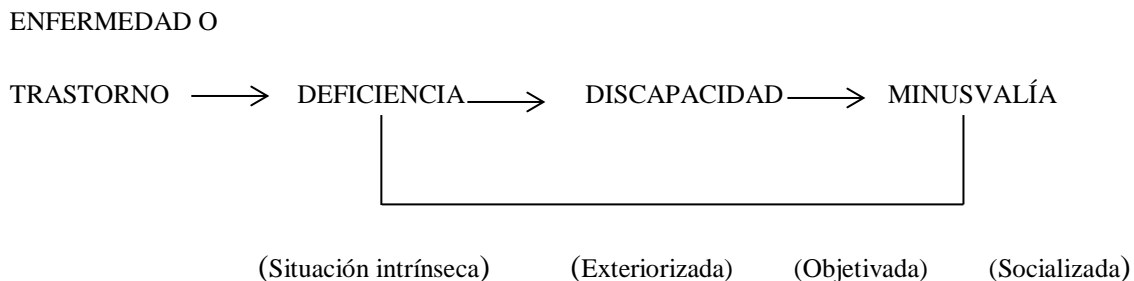 ENFERMEDAD O
TRASTORNO DEFICIENCIA DISCAPACIDAD MINUSVALÍA
(Situación intrínseca) (Exteriorizada) (Objetivada) (Socializada)